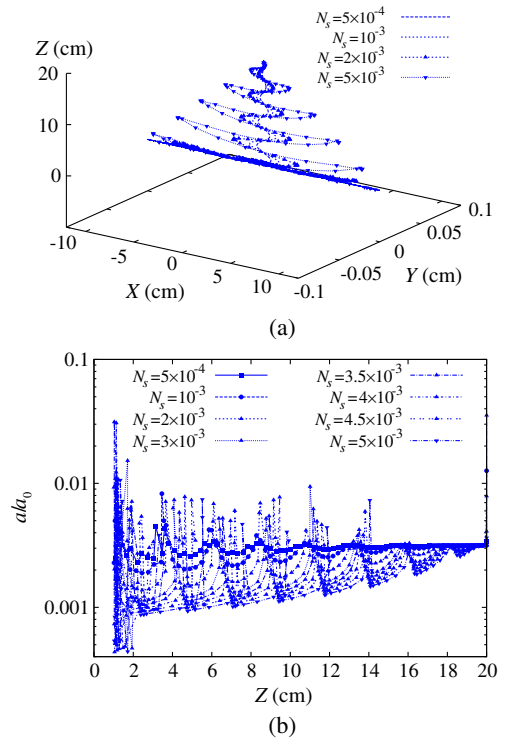 Z (cm)
N_s=5×10^-4
N_s=10^-3
N_s=2×10^-3
N_s=5×10^-3
20
10
0
-10
-5
0
5
10
X (cm)
-0.1
-0.05
0
0.05
0.1
Y (cm)
(a)
0.1
0.01
0.001
a/a_0
N_s=5×10^-4
N_s=10^-3
N_s=2×10^-3
N_s=3×10^-3
N_s=3.5×10^-3
N_s=4×10^-3
N_s=4.5×10^-3
N_s=5×10^-3
0 2 4 6 8 10 12 14 16 18 20
Z (cm)
(b)